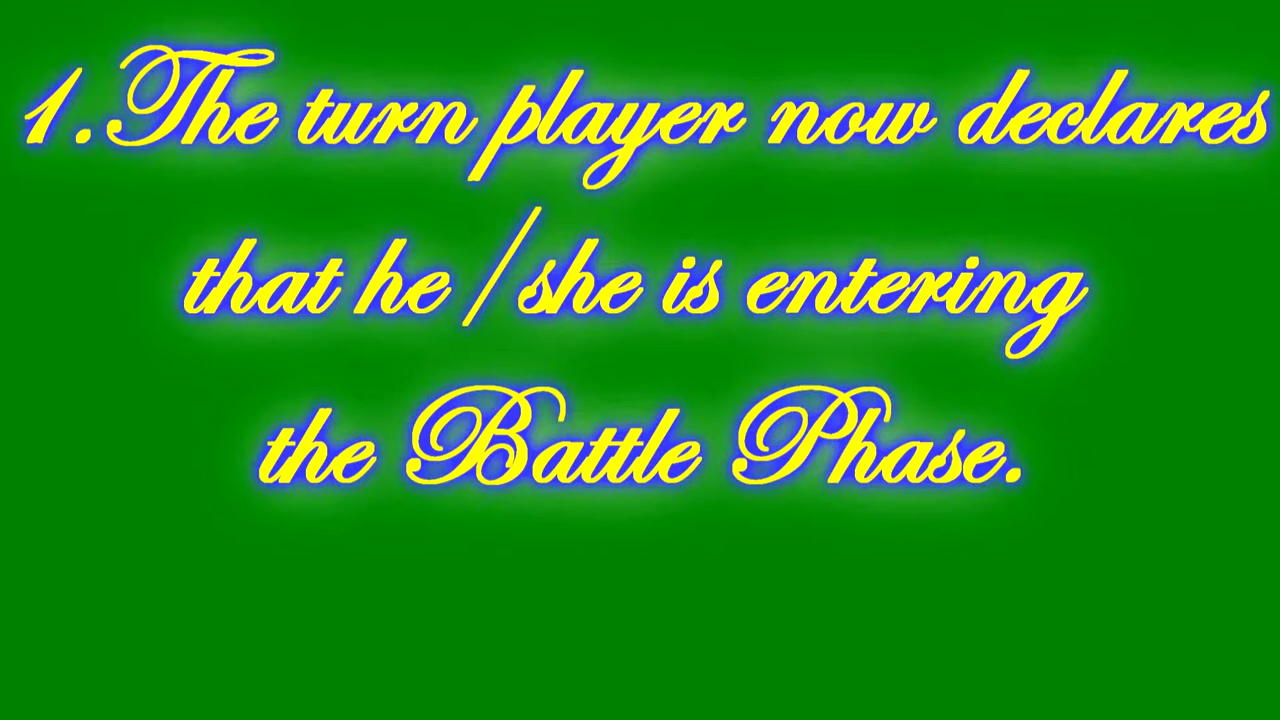 1.The turn player now declares
that he/she is entering
the Battle Phase.